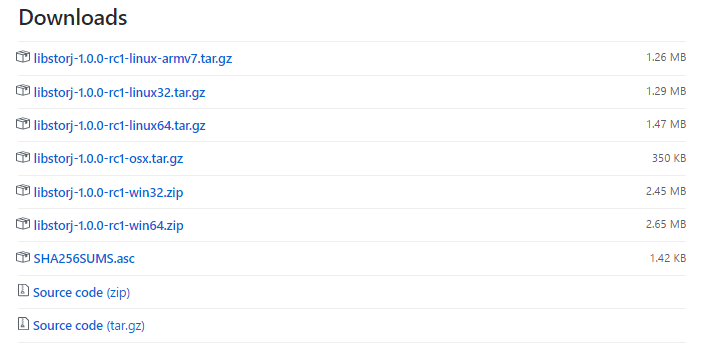 Downloads
libstorj-1.0.0-rc1-linux-armv7.tar.gz 1.26 MB
libstorj-1.0.0-rc1-linux32.tar.gz 1.29 MB
libstorj-1.0.0-rc1-linux64.tar.gz 1.47 MB
libstorj-1.0.0-rc1-osx.tar.gz 350 KB
libstorj-1.0.0-rc1-win32.zip 2.45 MB
libstorj-1.0.0-rc1-win64.zip 2.65 MB
SHA256SUMS.asc 1.42 KB
Source code (zip)
Source code (tar.gz)